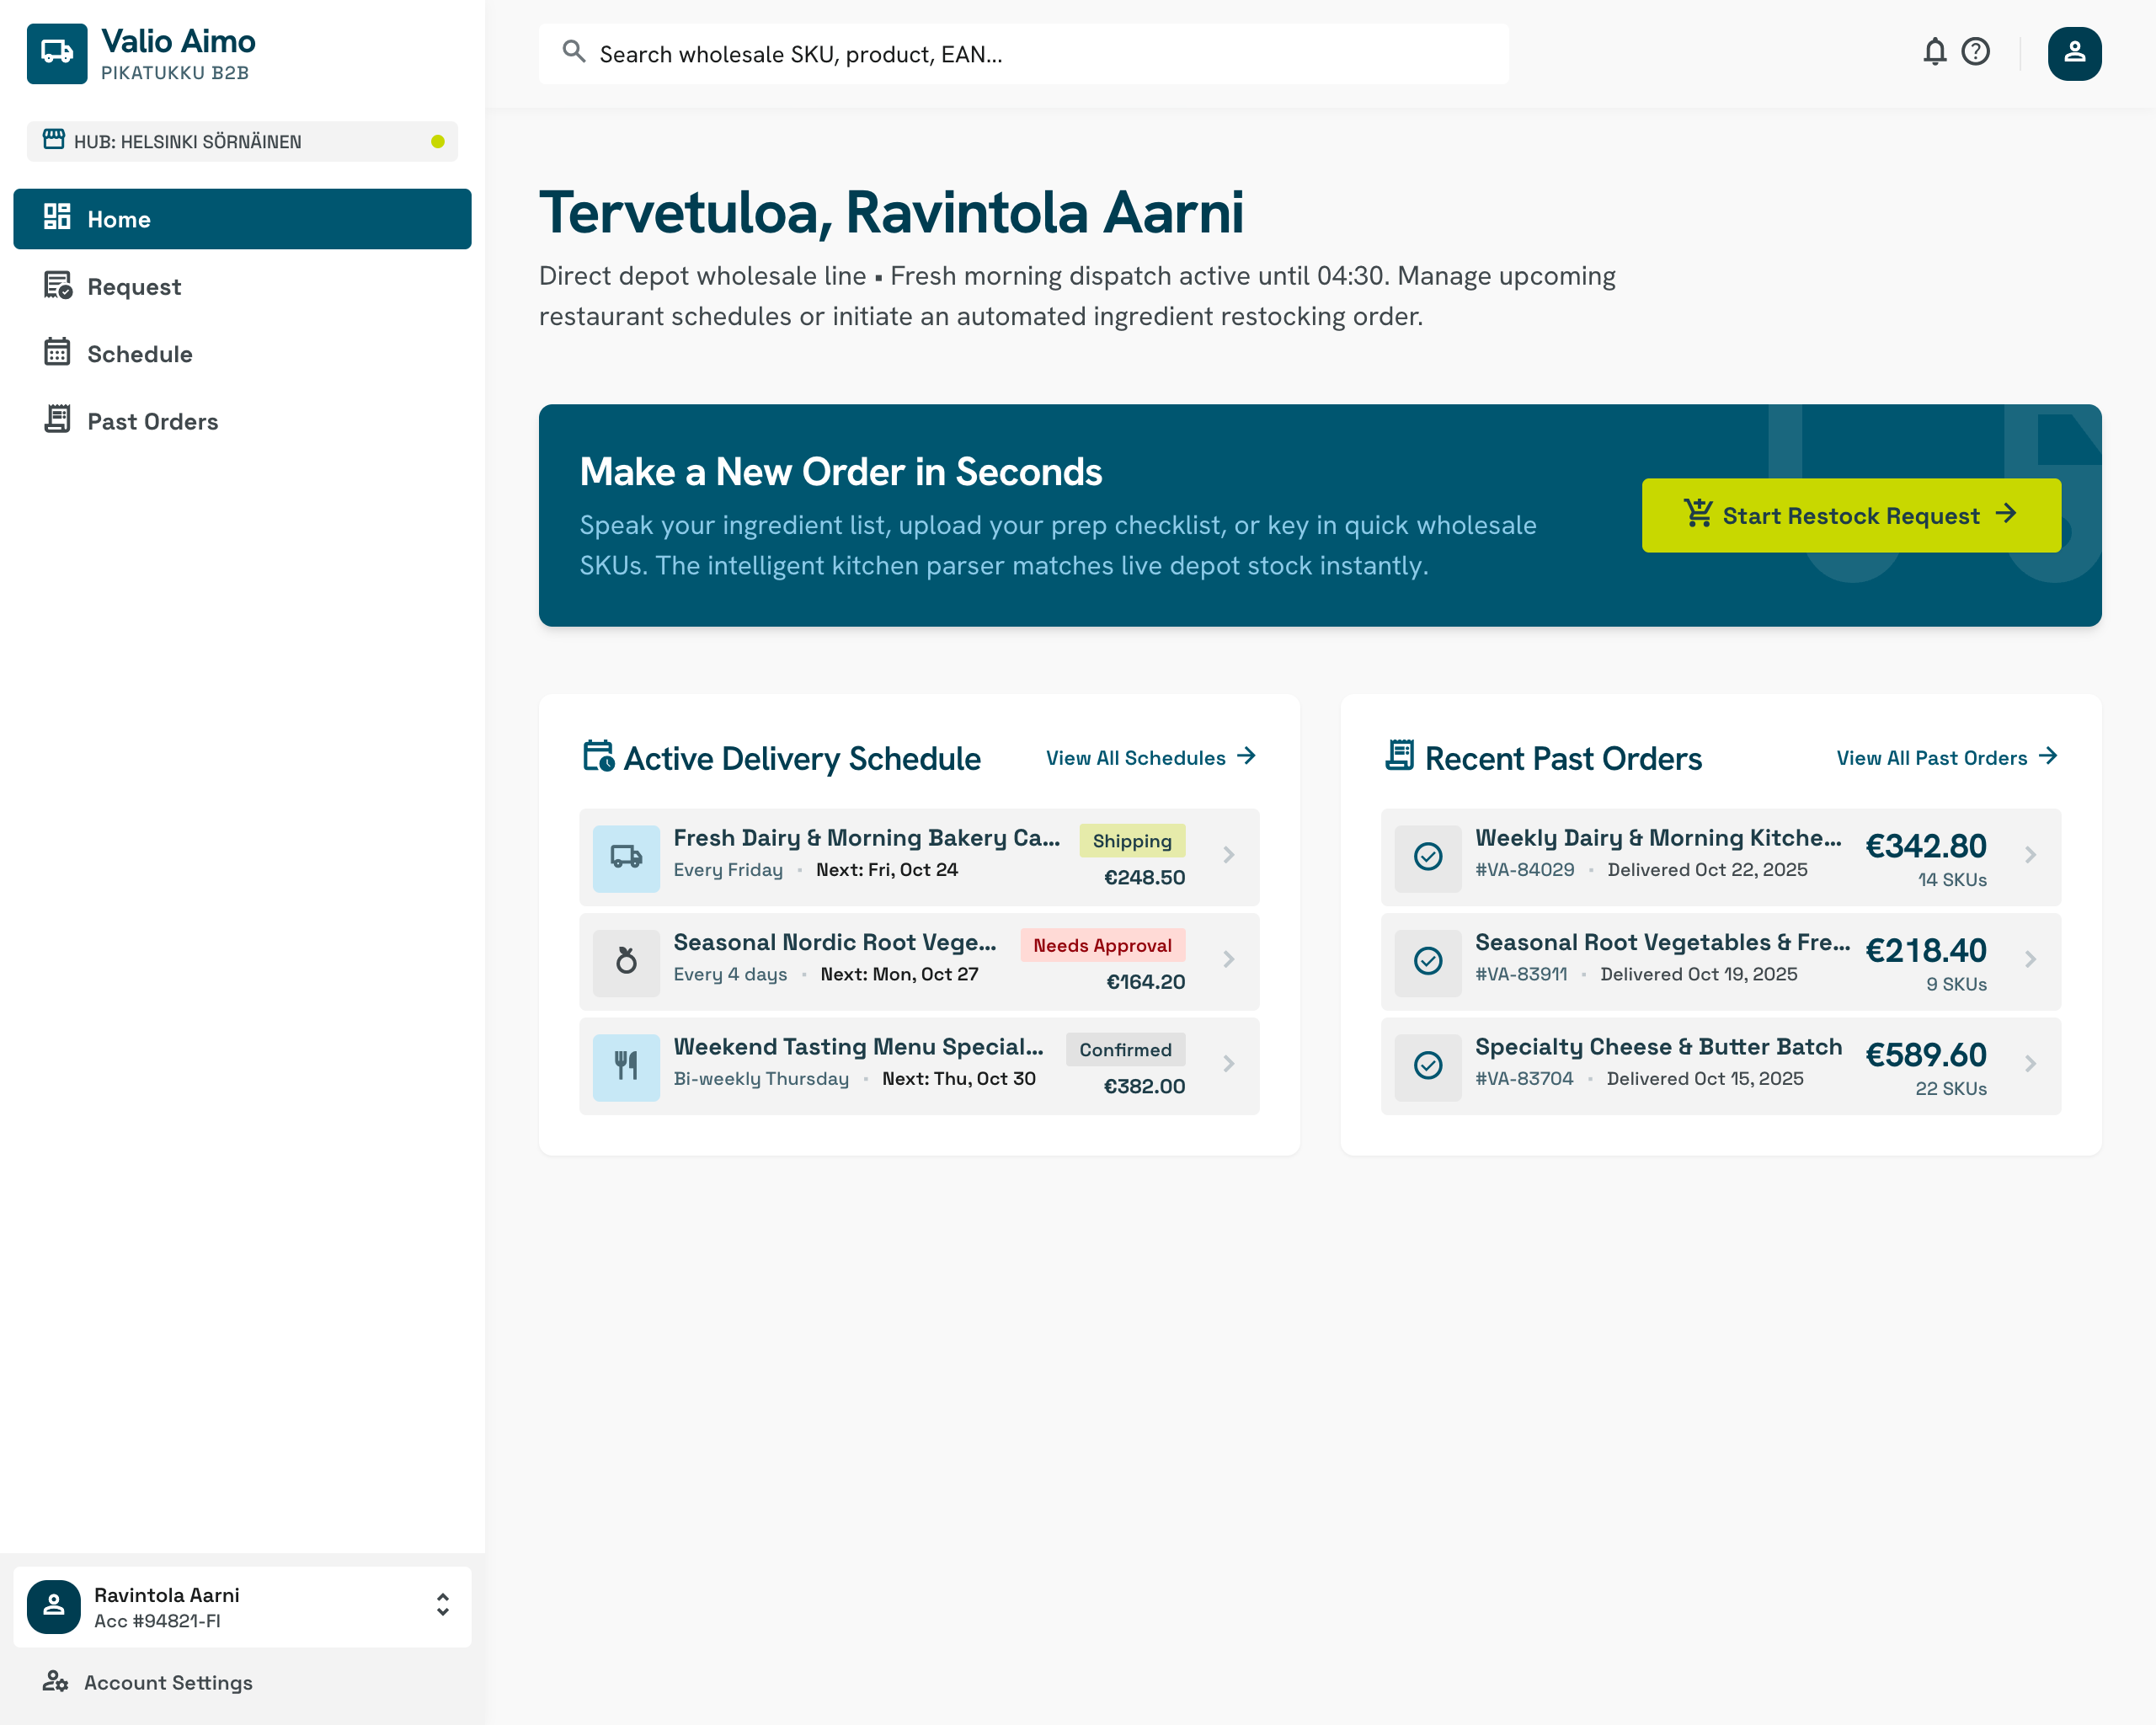 Valio Aimo
PIKATUKKU B2B
HUB: HELSINKI SÖRNÄINEN
Home
Request
Schedule
Past Orders
Ravintola Aarni
Acc #94821-FI
Account Settings
Search wholesale SKU, product, EAN...
Tervetuloa, Ravintola Aarni
Direct depot wholesale line ▪ Fresh morning dispatch active until 04:30. Manage upcoming
restaurant schedules or initiate an automated ingredient restocking order.
Make a New Order in Seconds
Speak your ingredient list, upload your prep checklist, or key in quick wholesale
SKUs. The intelligent kitchen parser matches live depot stock instantly.
Start Restock Request
Active Delivery Schedule
View All Schedules
Fresh Dairy & Morning Bakery Ca...
Shipping
Every Friday • Next: Fri, Oct 24
€248.50
Seasonal Nordic Root Vege...
Needs Approval
Every 4 days • Next: Mon, Oct 27
€164.20
Weekend Tasting Menu Special...
Confirmed
Bi-weekly Thursday • Next: Thu, Oct 30
€382.00
Recent Past Orders
View All Past Orders
Weekly Dairy & Morning Kitche...
€342.80
#VA-84029 • Delivered Oct 22, 2025
14 SKUs
Seasonal Root Vegetables & Fre...
€218.40
#VA-83911 • Delivered Oct 19, 2025
9 SKUs
Specialty Cheese & Butter Batch
€589.60
#VA-83704 • Delivered Oct 15, 2025
22 SKUs